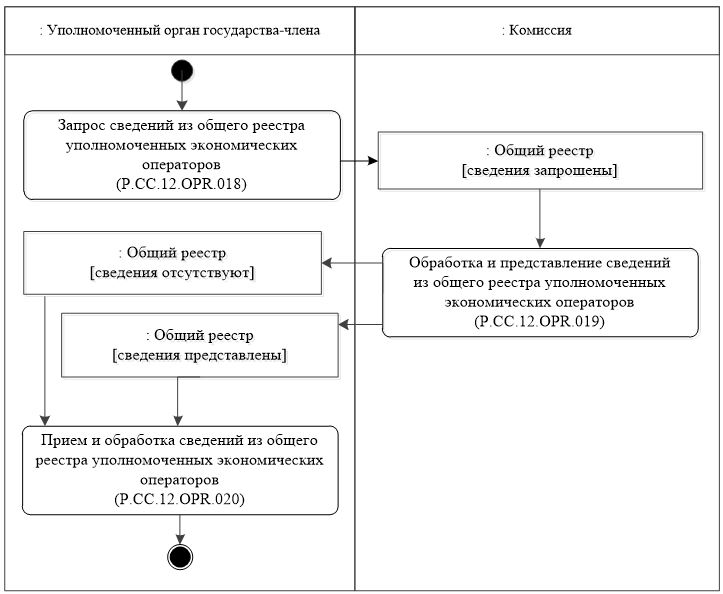 : Уполномоченный орган государства-члена
: Комиссия
Запрос сведений из общего реестра
уполномоченных экономических
операторов
(P.CC.12.OPR.018)
: Общий реестр
[сведения запрошены]
: Общий реестр
[сведения отсутствуют]
Обработка и представление сведений
из общего реестра уполномоченных
экономических операторов
(P.CC.12.OPR.019)
: Общий реестр
[сведения представлены]
Прием и обработка сведений из общего
реестра уполномоченных экономических
операторов
(P.CC.12.OPR.020)